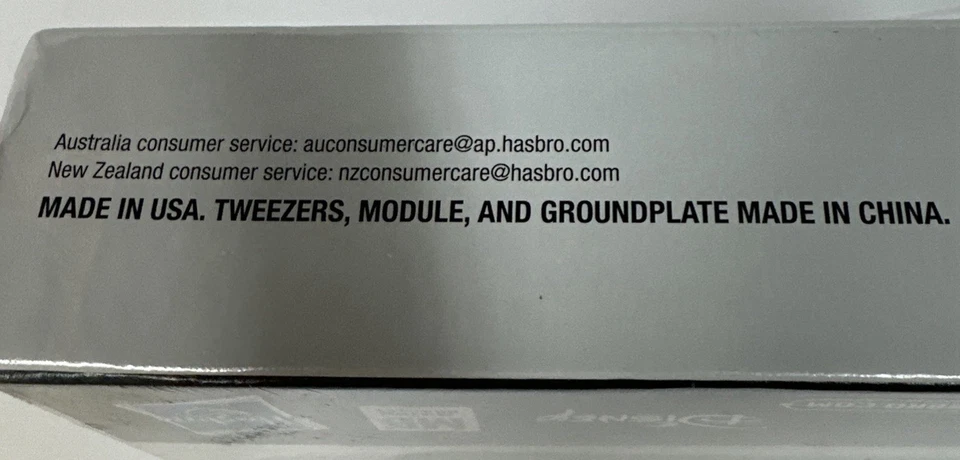 Australia consumer service: auconsumercare@ap.hasbro.com
New Zealand consumer service: nzconsumercare@hasbro.com
MADE IN USA. TWEEZERS, MODULE, AND GROUNDPLATE MADE IN CHINA.
Disney